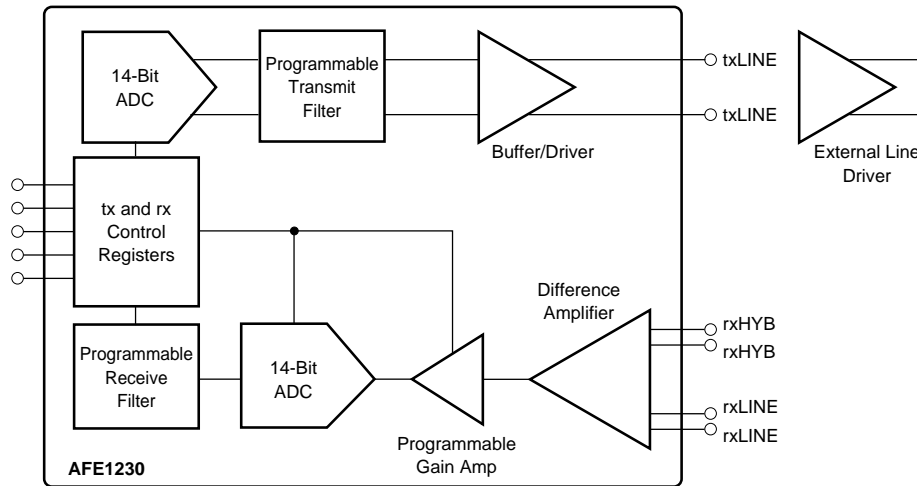 14-Bit
ADC
Programmable
Transmit
Filter
Buffer/Driver
txLINE
txLINE
External Line
Driver
tx and rx
Control
Registers
Programmable
Receive
Filter
14-Bit
ADC
Programmable
Gain Amp
Difference
Amplifier
rxHYB
rxHYB
rxLINE
rxLINE
AFE1230